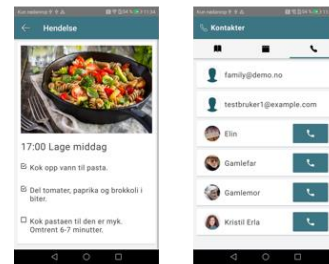 Hendelse
17:00 Lage middag
Kok opp vann til pasta.
Del tomater, paprika og brokkoli i
biter.
Kok pastaen til den er myk.
Omtrent 6-7 minutter.
Kontakter
family@demo.no
testbruker1@example.com
Elin
Gamlefar
Gamlemor
Kristil Erla